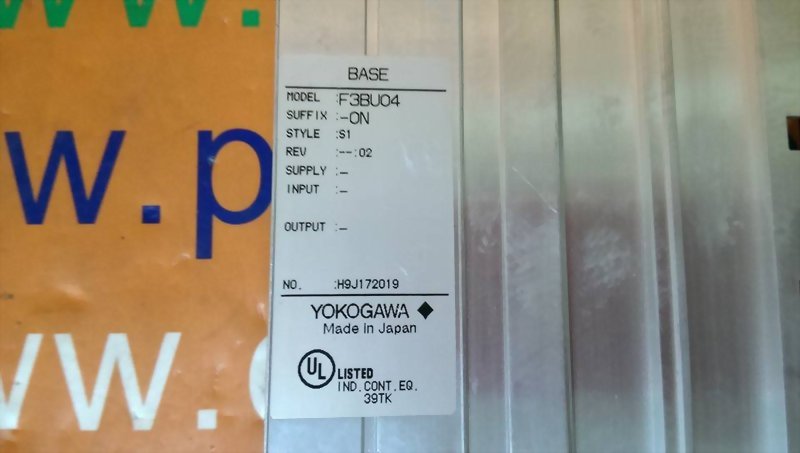 w w
w.p
ww.
BASE
MODEL :F3BU04
SUFFIX :-0N
STYLE :S1
REV :--:02
SUPPLY :-
INPUT :-
OUTPUT :-
NO. :H9J172019
YOKOGAWA ◆
Made in Japan
UL LISTED
IND.CONT.EQ.
39TK